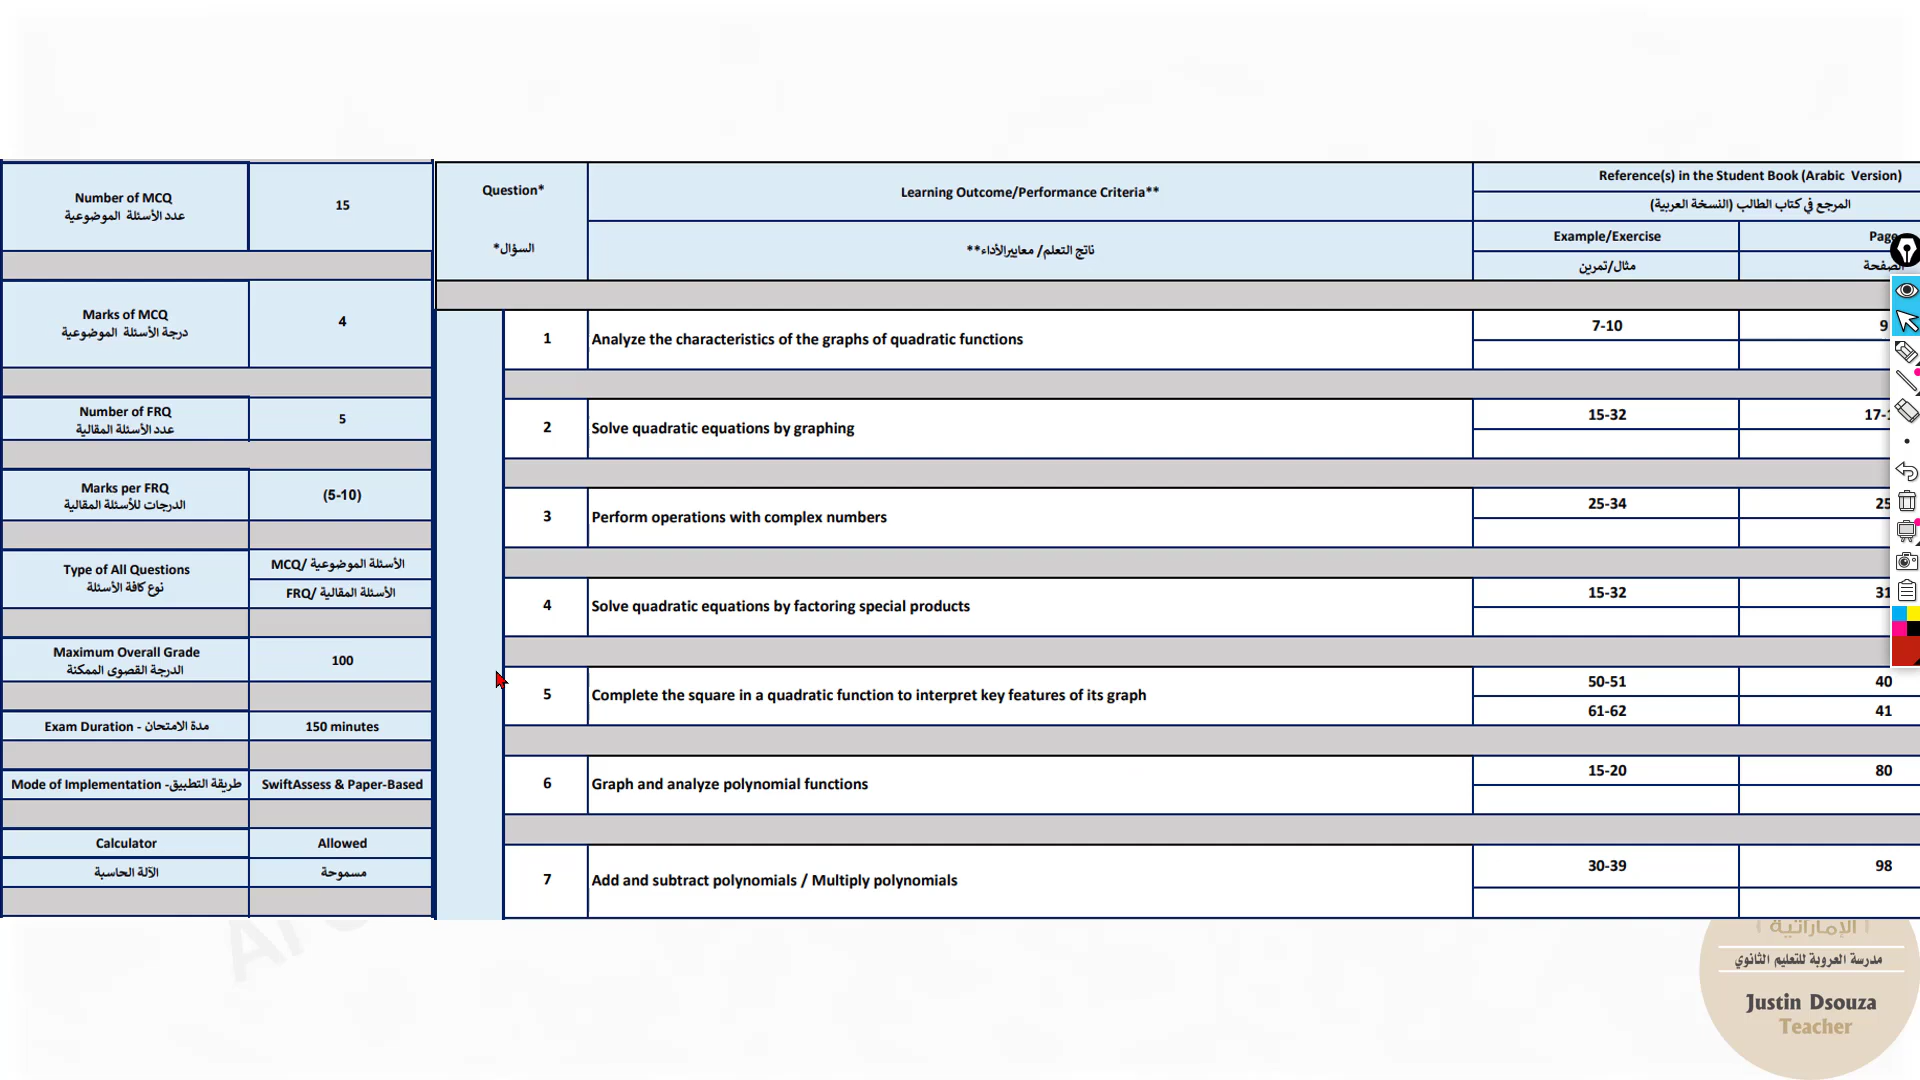 Number of MCQ
عدد الأسئلة الموضوعية
15
Marks of MCQ
درجة الأسئلة الموضوعية
4
Number of FRQ
عدد الأسئلة المقالية
5
Marks per FRQ
الدرجات للأسئلة المقالية
(5-10)
Type of All Questions
نوع كافة الأسئلة
الأسئلة الموضوعية /MCQ
الأسئلة المقالية /FRQ
Maximum Overall Grade
الدرجة القصوى الممكنة
100
Exam Duration - مدة الامتحان
150 minutes
Mode of Implementation - طريقة التطبيق
SwiftAssess & Paper-Based
Calculator
Allowed
الآلة الحاسبة
مسموحة
Question*
السؤال*
Learning Outcome/Performance Criteria**
ناتج التعلم/ معايير الأداء**
Reference(s) in the Student Book (Arabic Version)
المرجع في كتاب الطالب (النسخة العربية)
Example/Exercise
Page
مثال/تمرين
الصفحة
1 Analyze the characteristics of the graphs of quadratic functions 7-10 9
2 Solve quadratic equations by graphing 15-32 17-
3 Perform operations with complex numbers 25-34 25
4 Solve quadratic equations by factoring special products 15-32 31
5 Complete the square in a quadratic function to interpret key features of its graph 50-51 40
61-62 41
6 Graph and analyze polynomial functions 15-20 80
7 Add and subtract polynomials / Multiply polynomials 30-39 98
الإماراتية
مدرسة العروبة للتعليم الثانوي
Justin Dsouza
Teacher